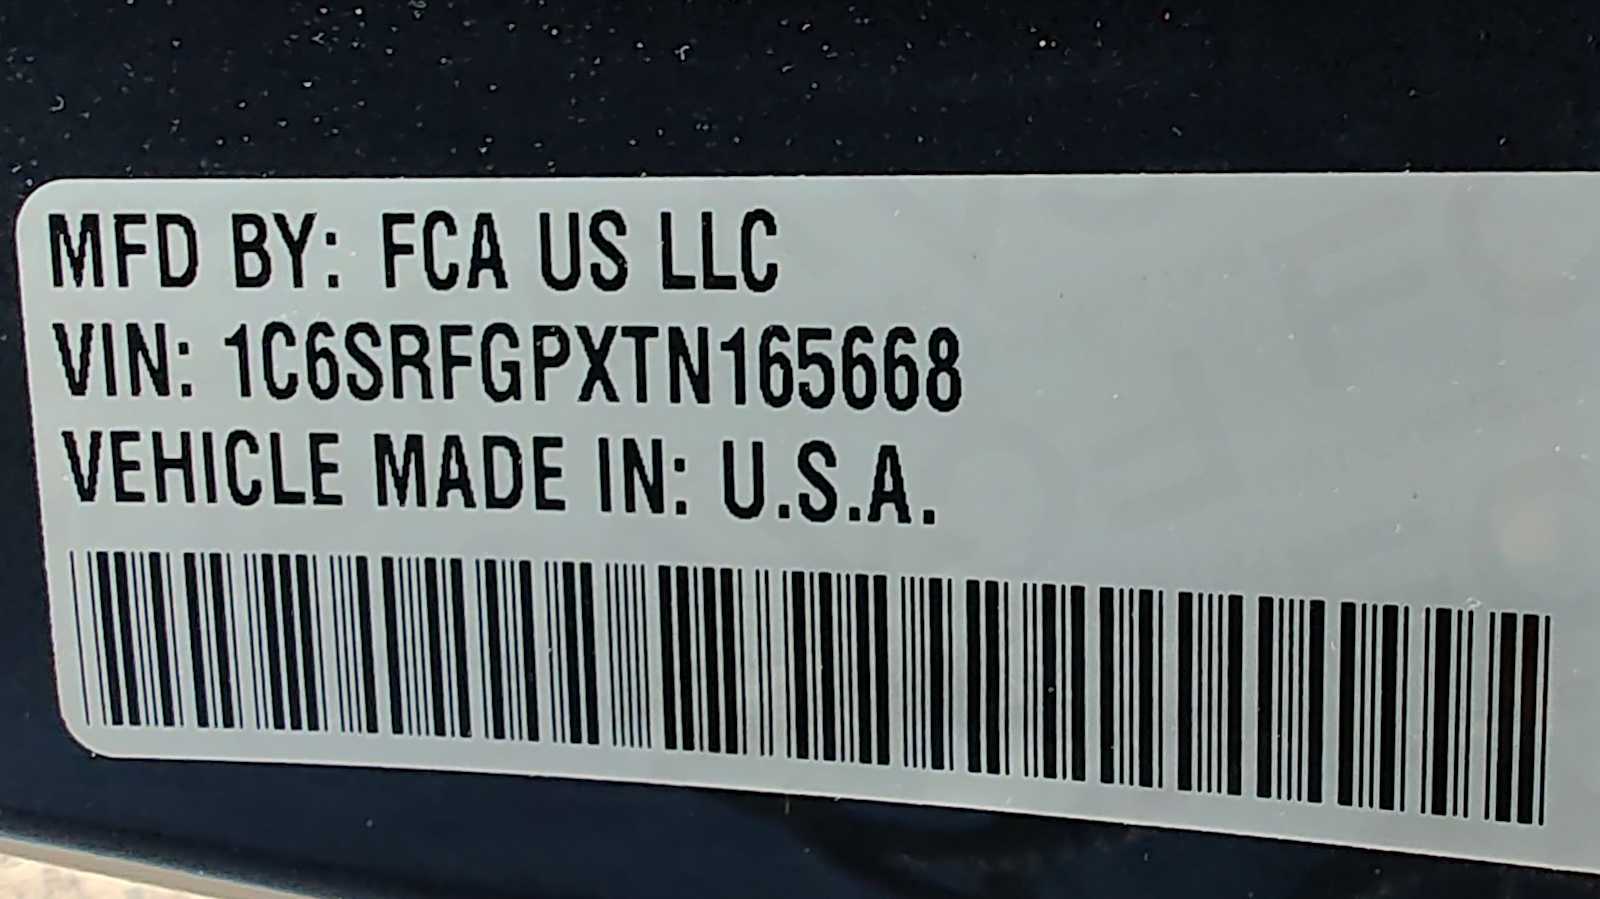 MFD BY: FCA US LLC
VIN: 1C6SRFGPXTN165668
VEHICLE MADE IN: U.S.A.